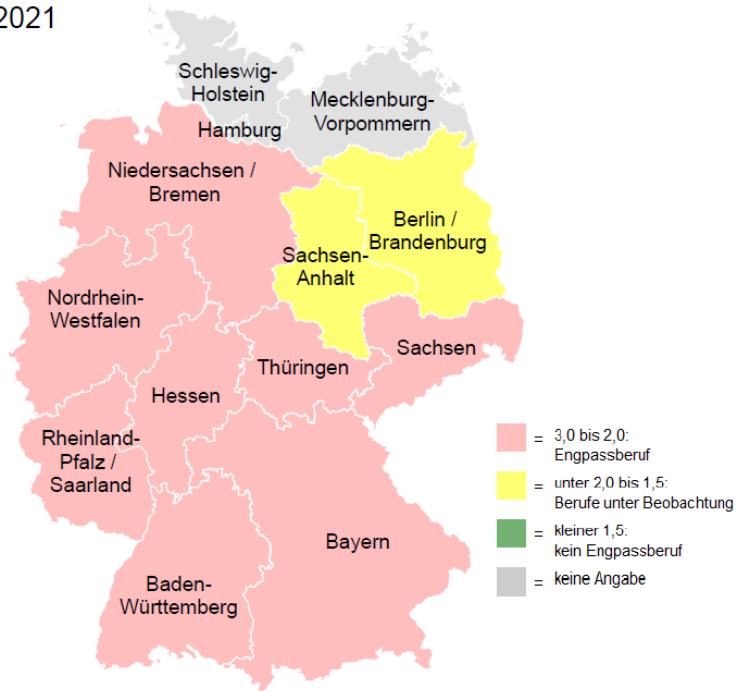 2021
Schleswig-
Holstein
Mecklenburg-
Vorpommern
Hamburg
Niedersachsen /
Bremen
Berlin /
Brandenburg
Sachsen-
Anhalt
Nordrhein-
Westfalen
Sachsen
Thüringen
Hessen
Rheinland-
Pfalz /
Saarland
Bayern
Baden-
Württemberg
= 3,0 bis 2,0:
Engpassberuf
= unter 2,0 bis 1,5:
Berufe unter Beobachtung
= kleiner 1,5:
kein Engpassberuf
= keine Angabe